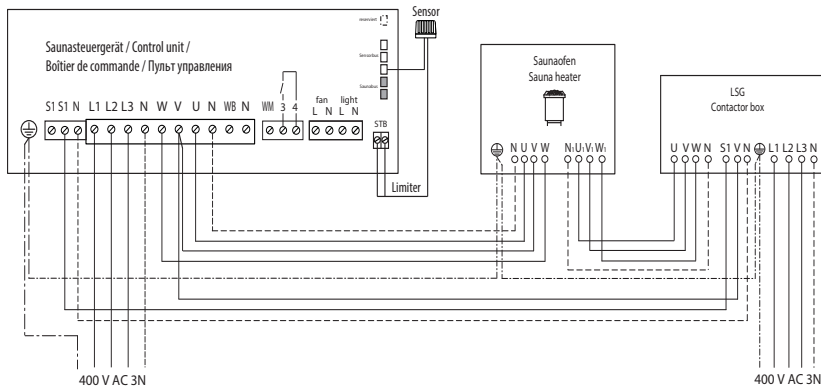 Saunasteuergerät / Control unit /
Boîtier de commande / Пульт управления
reserviert
Sensorbus
Saunabus
Sensor
S1 S1 N L1 L2 L3 N W V U N WB N WM 3 4
fan light
L N L N
STB
Limiter
Saunaofen
Sauna heater
N U V W N1 U1 V1 W1
LSG
Contactor box
U V W N S1 V N L1 L2 L3 N
400 V AC 3N
400 V AC 3N